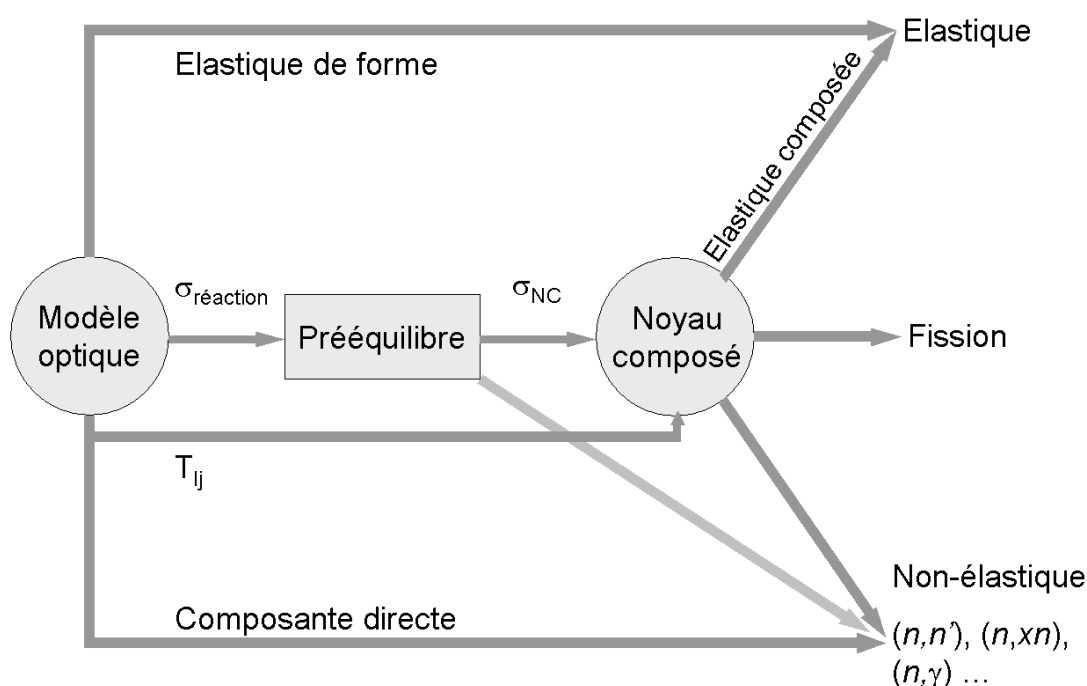 Elastique
Elastique de forme
Elastique composée
σréaction
σNC
Modèle
optique
Prééquilibre
Noyau
composé
Fission
Tlj
Non-élastique
Composante directe
(n,n’), (n,xn),
(n,γ) …